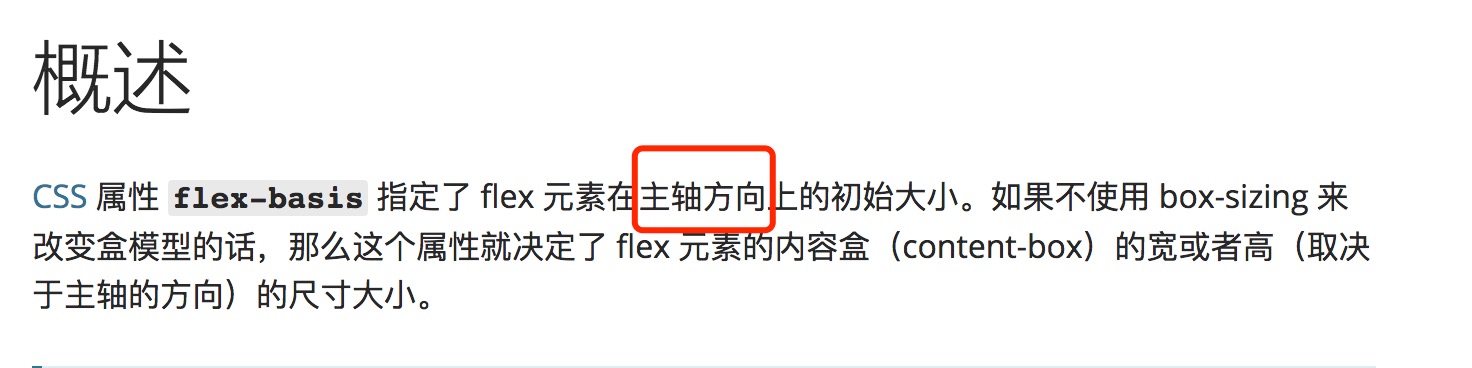 概述
CSS 属性 flex-basis 指定了 flex 元素在主轴方向上的初始大小。如果不使用 box-sizing 来
改变盒模型的话，那么这个属性就决定了 flex 元素的内容盒（content-box）的宽或者高（取决
于主轴的方向）的尺寸大小。